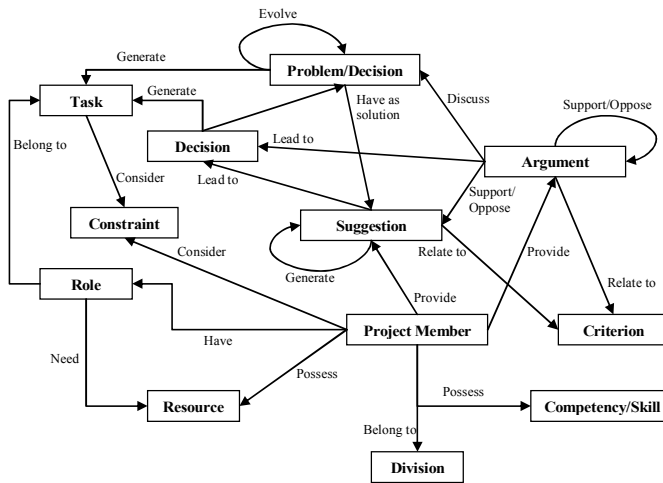 Evolve
Generate
Problem/Decision
Task
Generate
Have as
solution
Discuss
Support/Oppose
Belong to
Decision
Lead to
Argument
Consider
Lead to
Support/
Oppose
Constraint
Suggestion
Consider
Generate
Relate to
Provide
Role
Relate to
Provide
Have
Project Member
Criterion
Need
Possess
Possess
Resource
Competency/Skill
Belong to
Division